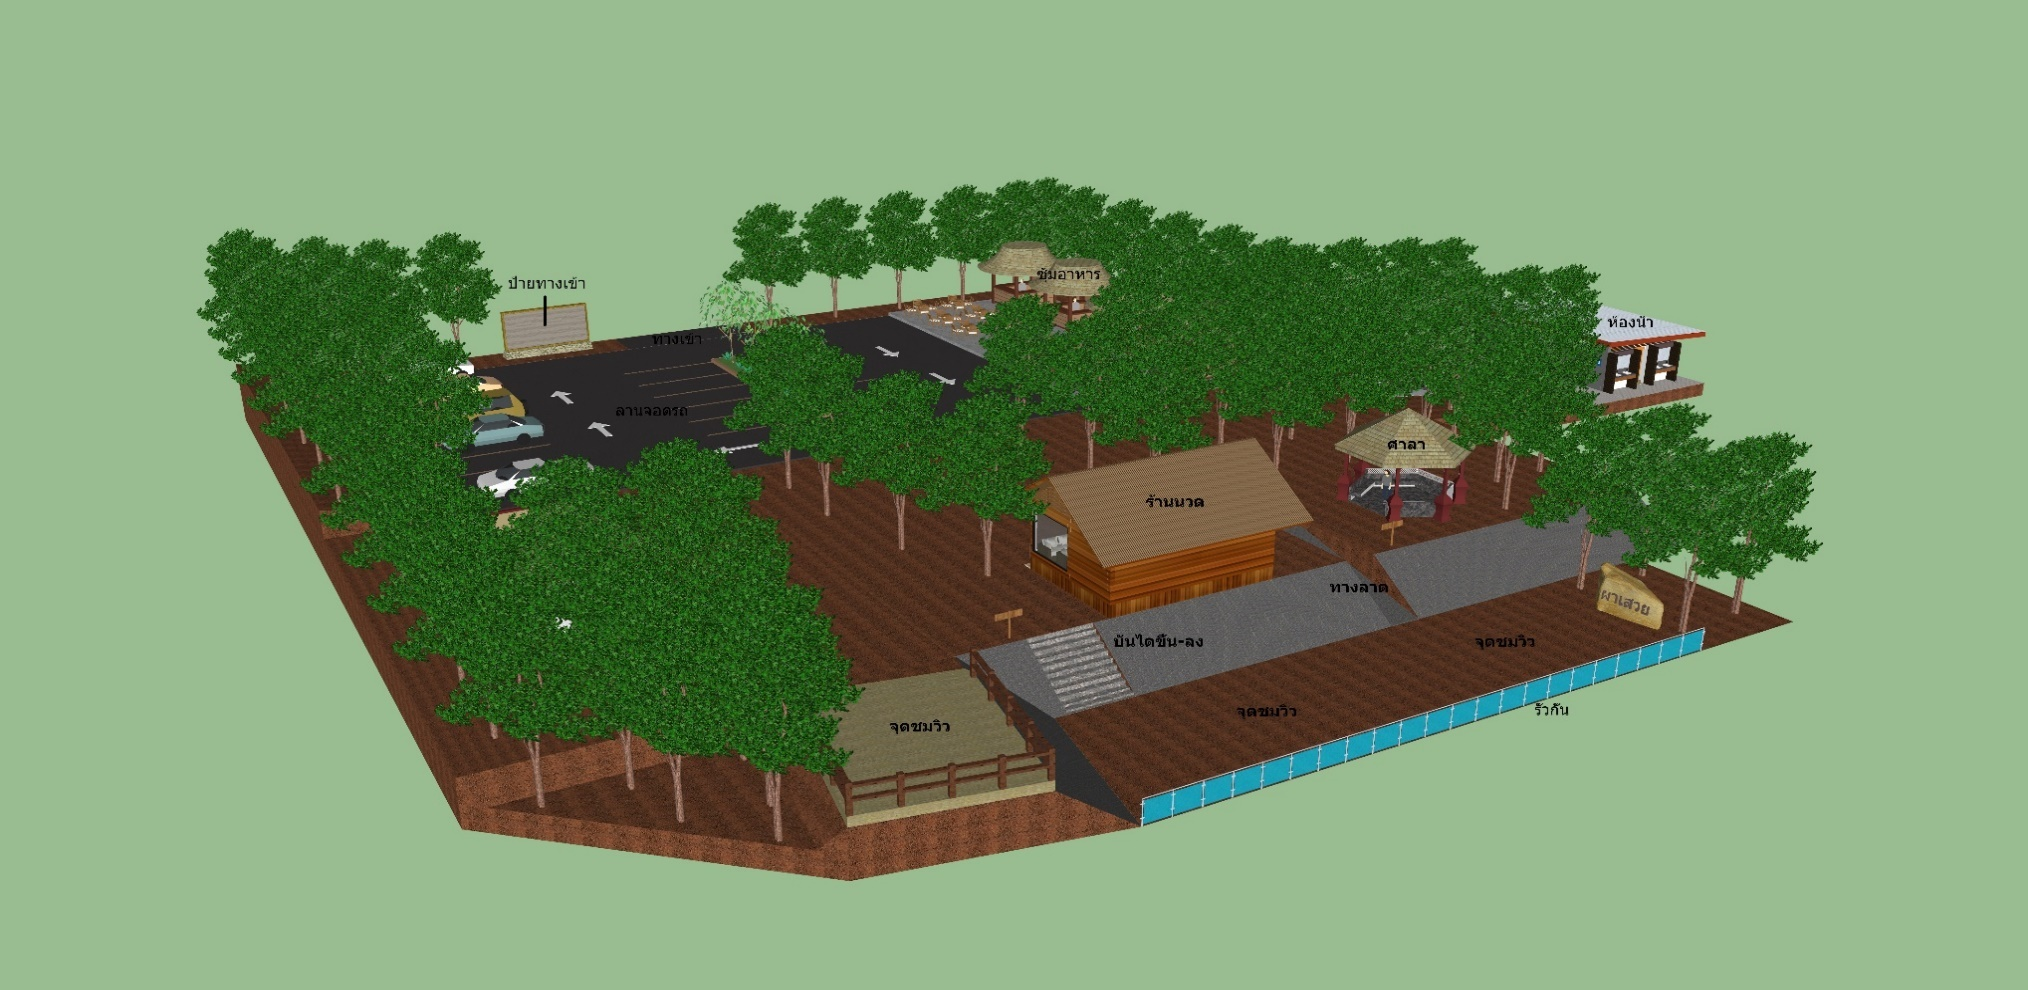 ป้ายทางเข้า
ทางเข้า
ซุ้มอาหาร
ห้องน้ำ
ลานจอดรถ
ศาลา
ร้านนวด
ทางลาด
ผาเสวย
บันไดขึ้น-ลง
จุดชมวิว
จุดชมวิว
จุดชมวิว
รั้วกั้น